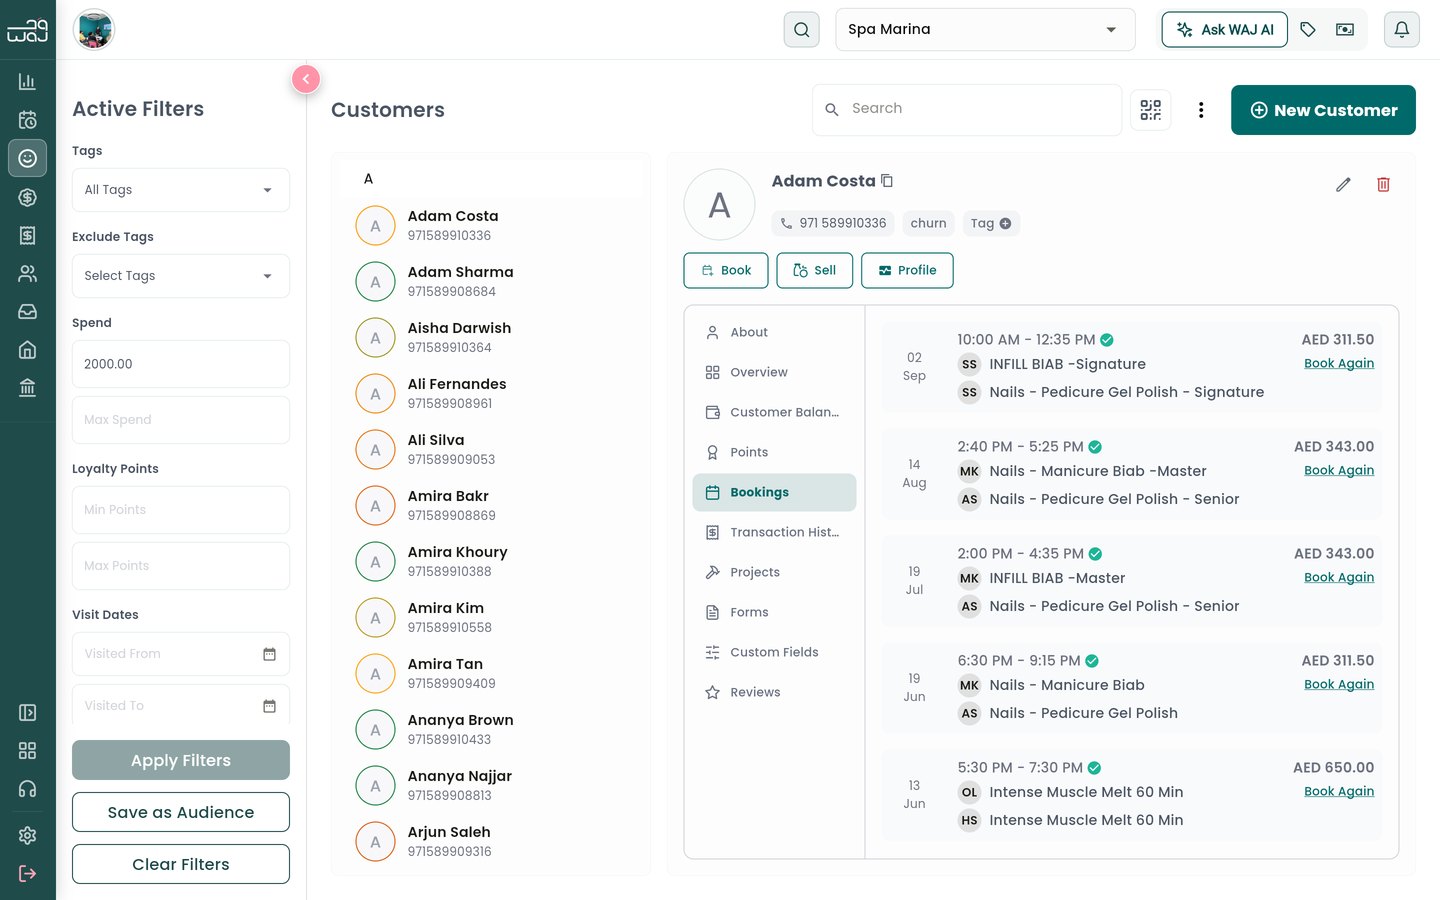 waj
Spa Marina
Ask WAJ AI
Active Filters
Tags
All Tags
Exclude Tags
Select Tags
Spend
2000.00
Max Spend
Loyalty Points
Min Points
Max Points
Visit Dates
Visited From
Visited To
Apply Filters
Save as Audience
Clear Filters
Customers
Search
New Customer
A
A
Adam Costa
971589910336
A
Adam Sharma
971589908684
A
Aisha Darwish
971589910364
A
Ali Fernandes
971589908961
A
Ali Silva
971589909053
A
Amira Bakr
971589908869
A
Amira Khoury
971589910388
A
Amira Kim
971589910558
A
Amira Tan
971589909409
A
Ananya Brown
971589910433
A
Ananya Najjar
971589908813
A
Arjun Saleh
971589909316
A
Adam Costa
971 589910336
churn
Tag
Book
Sell
Profile
About
Overview
Customer Balan...
Points
Bookings
Transaction Hist...
Projects
Forms
Custom Fields
Reviews
02
Sep
10:00 AM - 12:35 PM
AED 311.50
SS INFILL BIAB -Signature
Book Again
SS Nails - Pedicure Gel Polish - Signature
14
Aug
2:40 PM - 5:25 PM
AED 343.00
MK Nails - Manicure Biab -Master
Book Again
AS Nails - Pedicure Gel Polish - Senior
19
Jul
2:00 PM - 4:35 PM
AED 343.00
MK INFILL BIAB -Master
Book Again
AS Nails - Pedicure Gel Polish - Senior
19
Jun
6:30 PM - 9:15 PM
AED 311.50
MK Nails - Manicure Biab
Book Again
AS Nails - Pedicure Gel Polish
13
Jun
5:30 PM - 7:30 PM
AED 650.00
OL Intense Muscle Melt 60 Min
Book Again
HS Intense Muscle Melt 60 Min